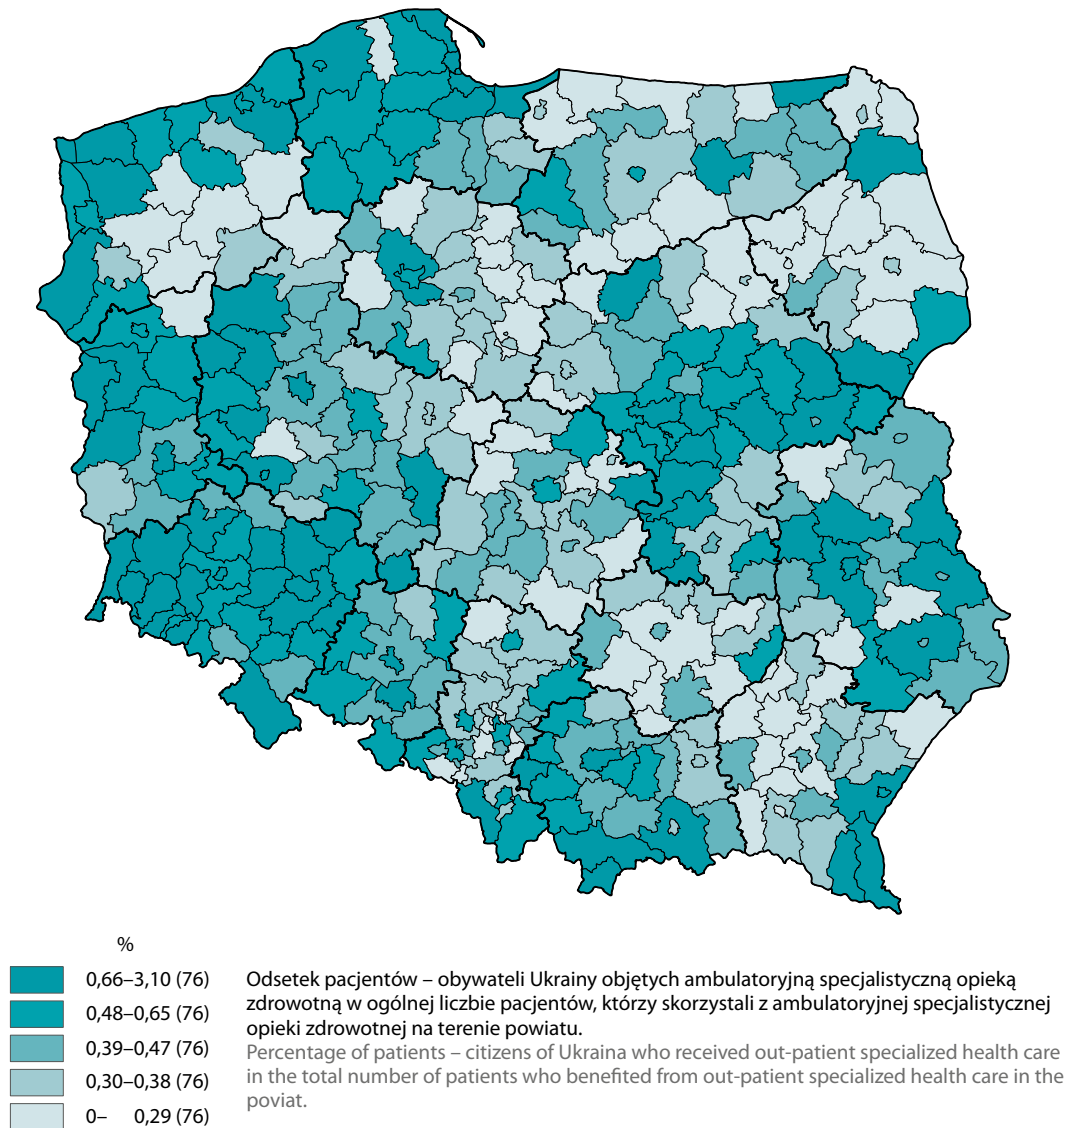 %
0,66–3,10 (76)
0,48–0,65 (76)
0,39–0,47 (76)
0,30–0,38 (76)
0– 0,29 (76)
Odsetek pacjentów – obywateli Ukrainy objętych ambulatoryjną specjalistyczną opieką
zdrowotną w ogólnej liczbie pacjentów, którzy skorzystali z ambulatoryjnej specjalistycznej
opieki zdrowotnej na terenie powiatu.
Percentage of patients – citizens of Ukraina who received out-patient specialized health care
in the total number of patients who benefited from out-patient specialized health care in the
poviat.